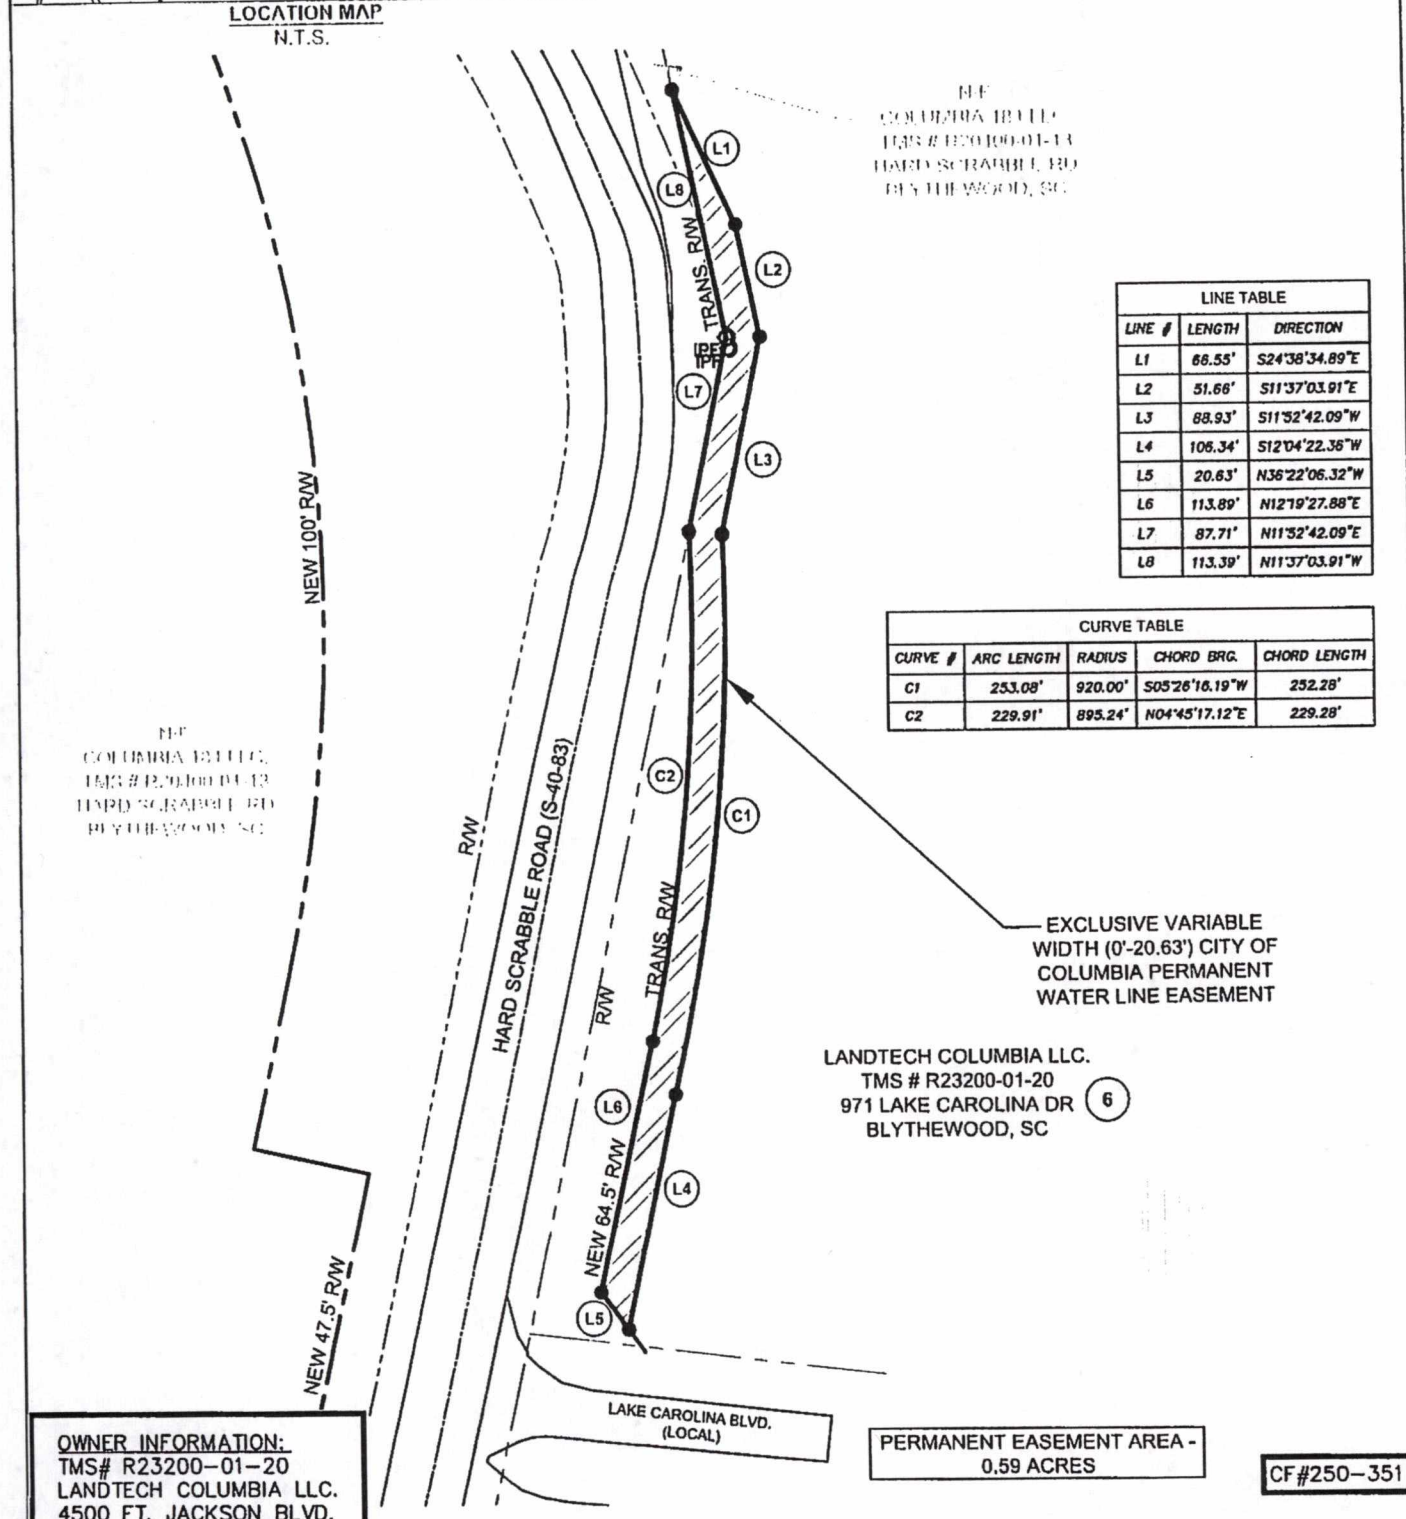 LOCATION MAP
N.T.S.
N/F
COLUMBIA
TMS # R20400-01-13
HARD SCRABBLE RD
BLYTHEWOOD, SC
L1
L8
TRANS. R/W
L2
IPF
IPF
L7
L3
LINE TABLE
LINE # LENGTH DIRECTION
L1 66.55' S24°38'34.89"E
L2 51.66' S11°37'03.91"E
L3 88.93' S11°52'42.09"W
L4 106.34' S12°04'22.36"W
L5 20.63' N36°22'06.32"W
L6 113.89' N12°19'27.88"E
L7 87.71' N11°52'42.09"E
L8 113.39' N11°37'03.91"W
CURVE TABLE
CURVE # ARC LENGTH RADIUS CHORD BRG. CHORD LENGTH
C1 253.08' 920.00' S05°26'16.19"W 252.28'
C2 229.91' 895.24' N04°45'17.12"E 229.28'
NEW 100' R/W
N/F
COLUMBIA
TMS # R20400-01-13
HARD SCRABBLE RD
BLYTHEWOOD, SC
R/W
HARD SCRABBLE ROAD (S-40-83)
C2
C1
TRANS. R/W
R/W
EXCLUSIVE VARIABLE
WIDTH (0'-20.63') CITY OF
COLUMBIA PERMANENT
WATER LINE EASEMENT
LANDTECH COLUMBIA LLC.
TMS # R23200-01-20
971 LAKE CAROLINA DR 6
BLYTHEWOOD, SC
L6
NEW 64.5' R/W
L4
L5
NEW 47.5' R/W
LAKE CAROLINA BLVD.
(LOCAL)
PERMANENT EASEMENT AREA -
0.59 ACRES
CF#250-351
OWNER INFORMATION:
TMS# R23200-01-20
LANDTECH COLUMBIA LLC.
4500 FT. JACKSON BLVD.